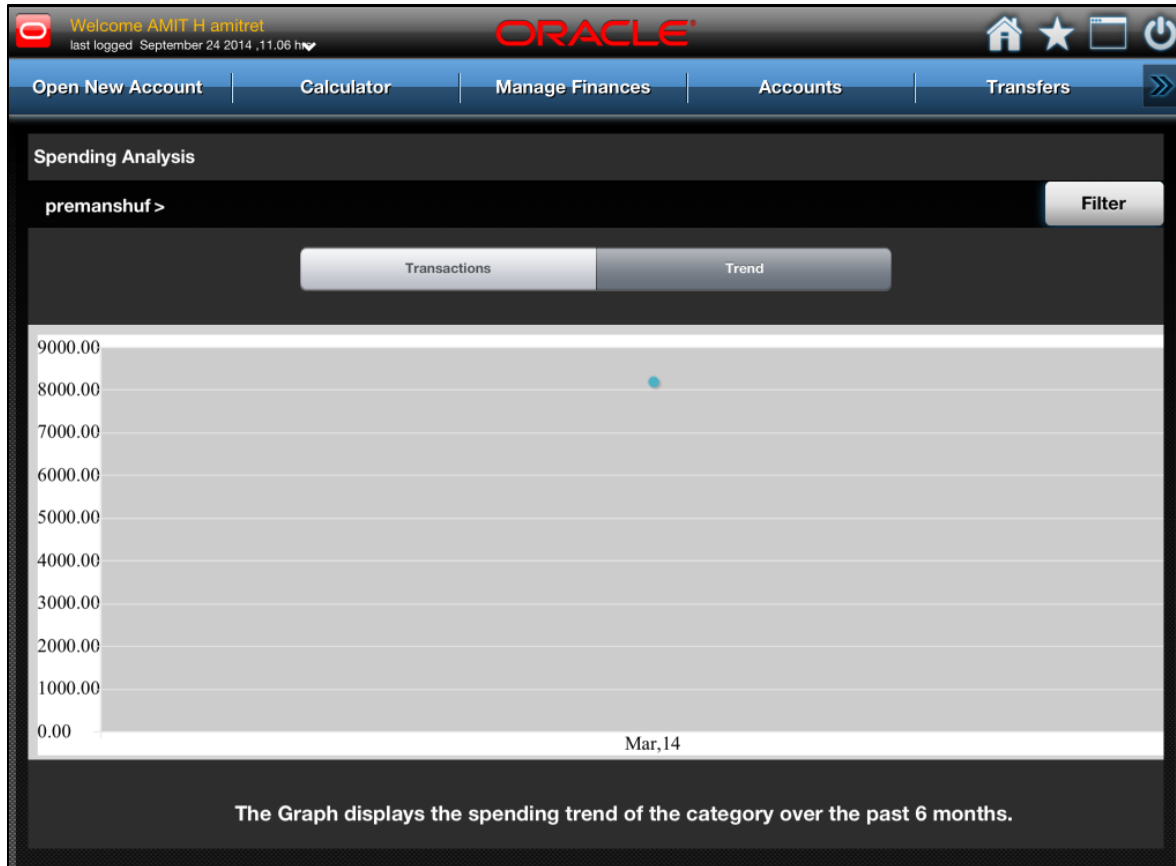 Welcome AMIT H amitret
last logged September 24 2014 ,11.06 hrs
ORACLE
Open New Account
Calculator
Manage Finances
Accounts
Transfers
Spending Analysis
premanshuf >
Filter
Transactions
Trend
9000.00
8000.00
7000.00
6000.00
5000.00
4000.00
3000.00
2000.00
1000.00
0.00
Mar,14
The Graph displays the spending trend of the category over the past 6 months.